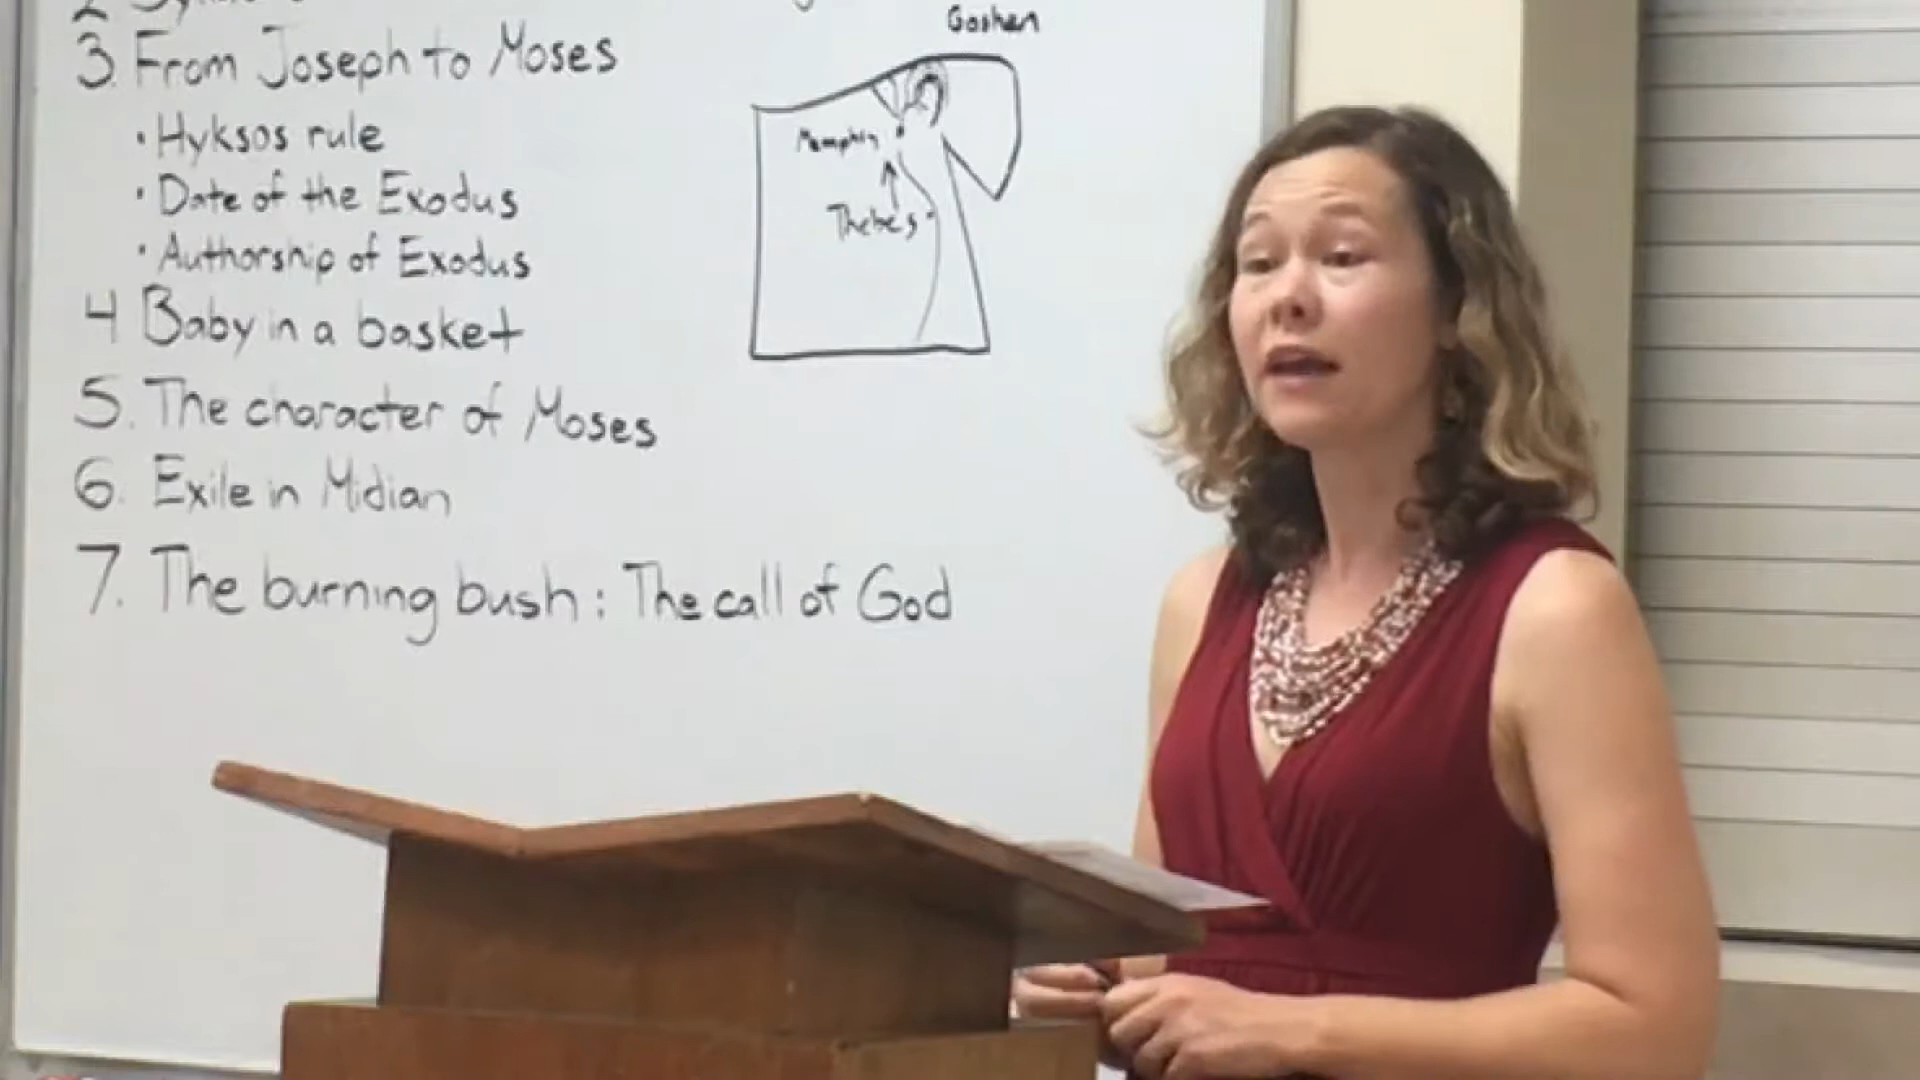 2
3. From Joseph to Moses
• Hyksos rule
• Date of the Exodus
• Authorship of Exodus
4 Baby in a basket
5. The character of Moses
6. Exile in Midian
7. The burning bush: The call of God
Goshen
Memphis
Thebes